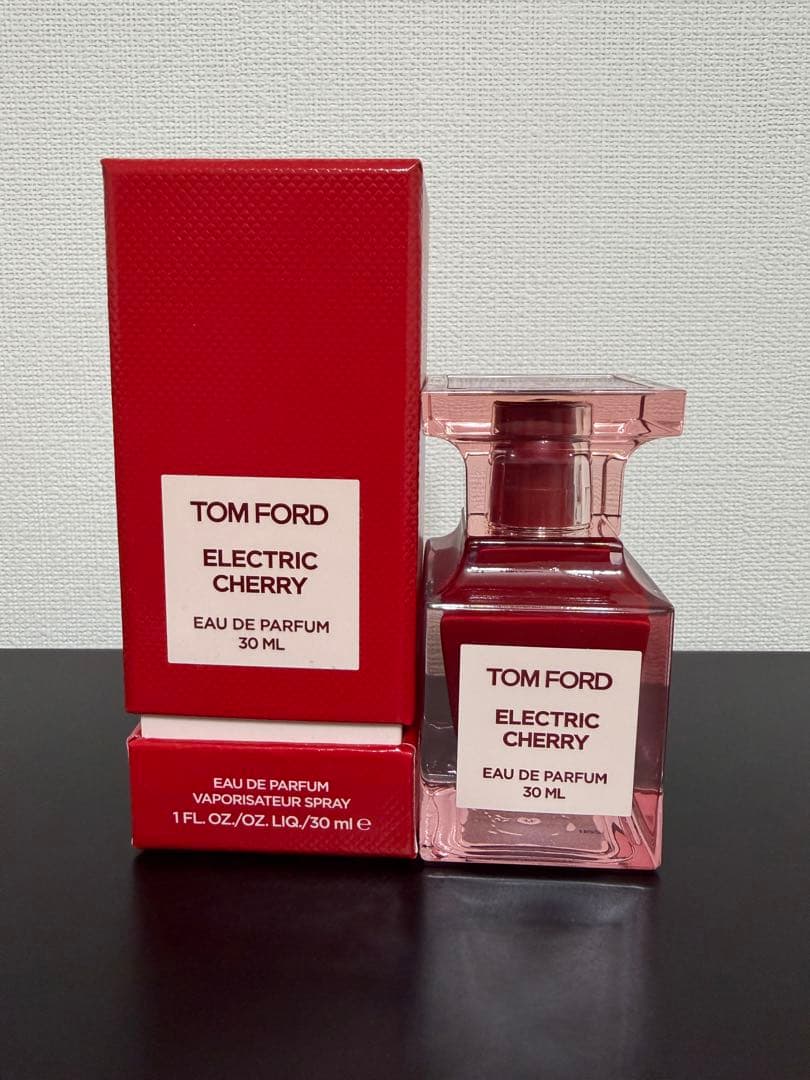 TOM FORD
ELECTRIC
CHERRY
EAU DE PARFUM
30 ML
EAU DE PARFUM
VAPORISATEUR SPRAY
1 FL. OZ./OZ. LIQ./30 ml ℮
TOM FORD
ELECTRIC
CHERRY
EAU DE PARFUM
30 ML